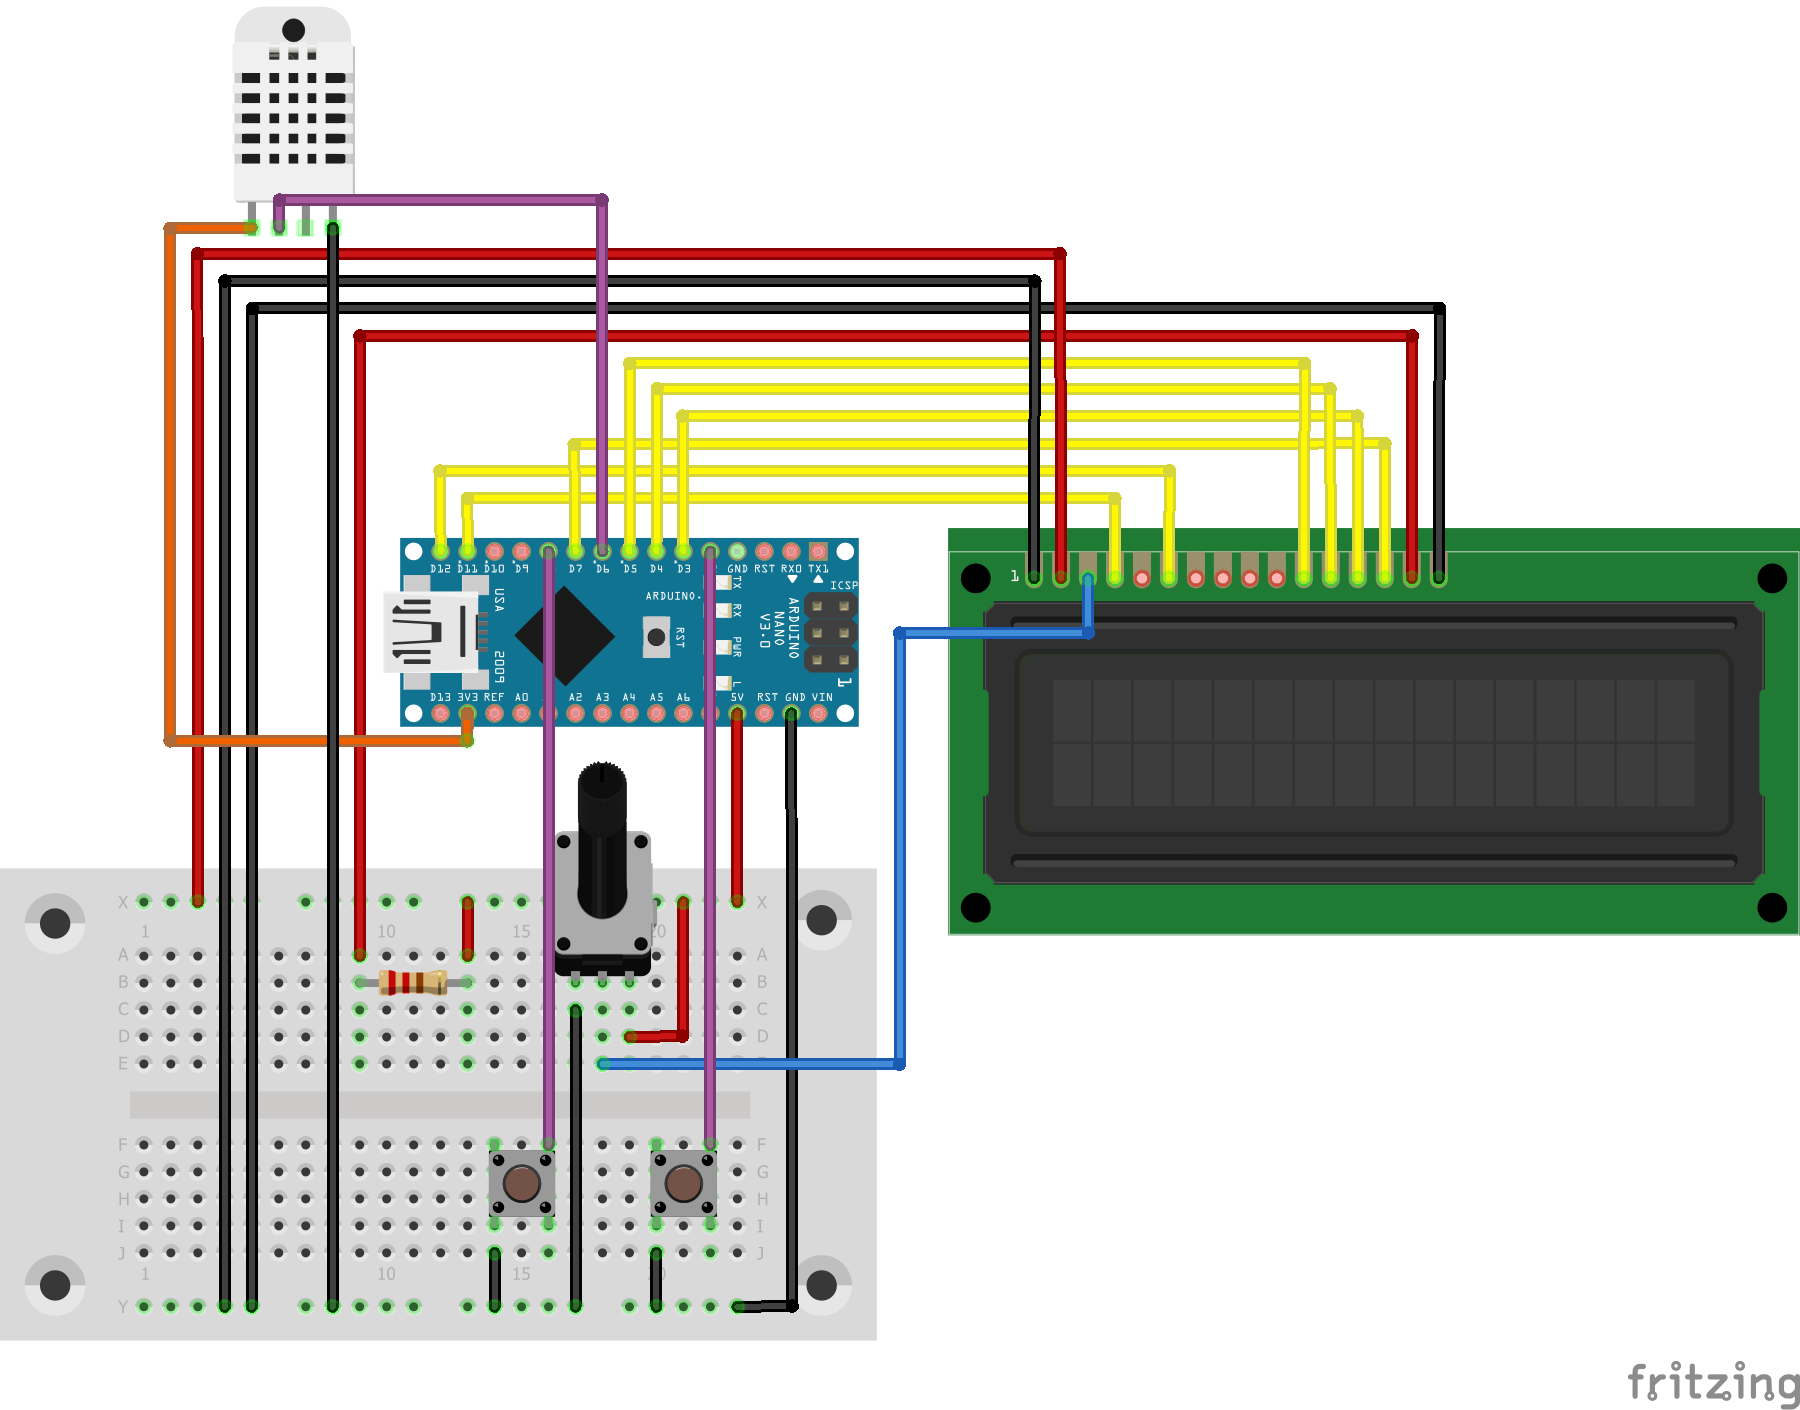 D12 D11 D10 D9 D7 D6 D5 D4 D3 GND RST RX0 TX1
ICSP
USA
ARDUINO.
TX
RX
ARDUINO
NANO
V3.0
RST
PWR
2005
L
1
D13 3V3 REF A0 A2 A3 A4 A5 A6 5V RST GND VIN
1
X X
1 10 15 20
A A
B B
C C
D D
E
F F
G G
H H
I I
J J
1 10 15 20
Y Y
fritzing